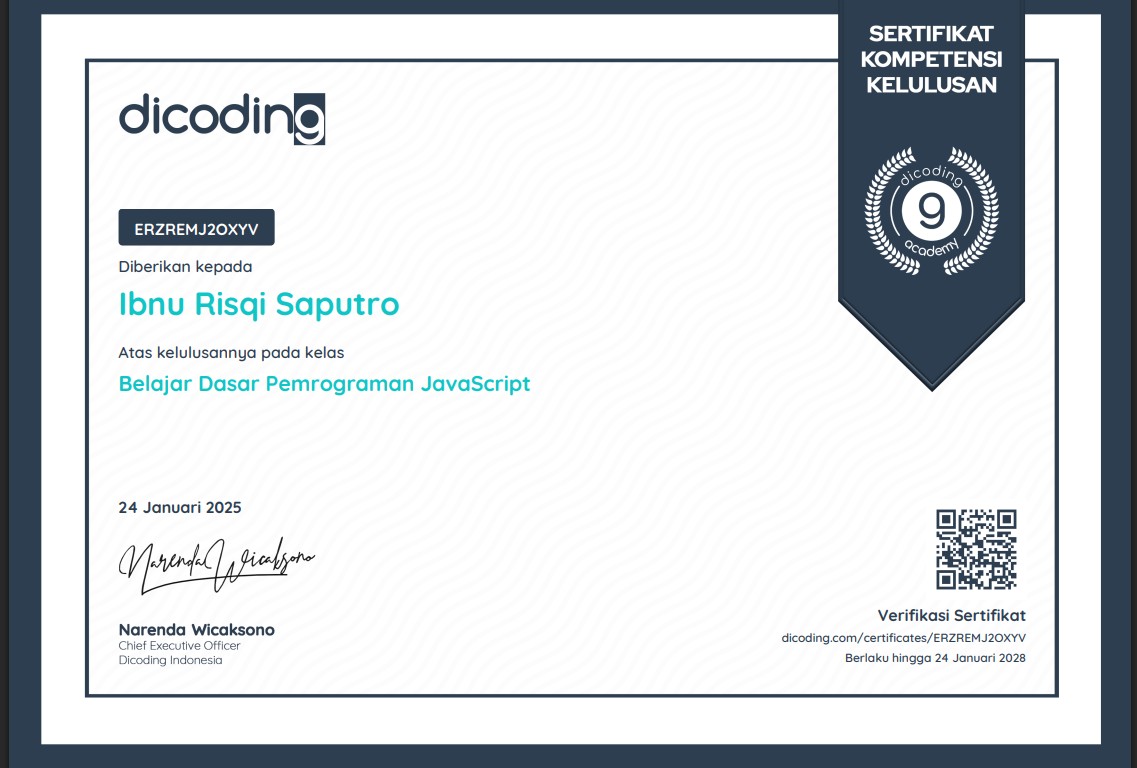 SERTIFIKAT
KOMPETENSI
KELULUSAN
dicoding
dicoding
g
academy
ERZREMJ2OXYV
Diberikan kepada
Ibnu Risqi Saputro
Atas kelulusannya pada kelas
Belajar Dasar Pemrograman JavaScript
24 Januari 2025
Narenda Wicaksono
Narenda Wicaksono
Chief Executive Officer
Dicoding Indonesia
Verifikasi Sertifikat
dicoding.com/certificates/ERZREMJ2OXYV
Berlaku hingga 24 Januari 2028